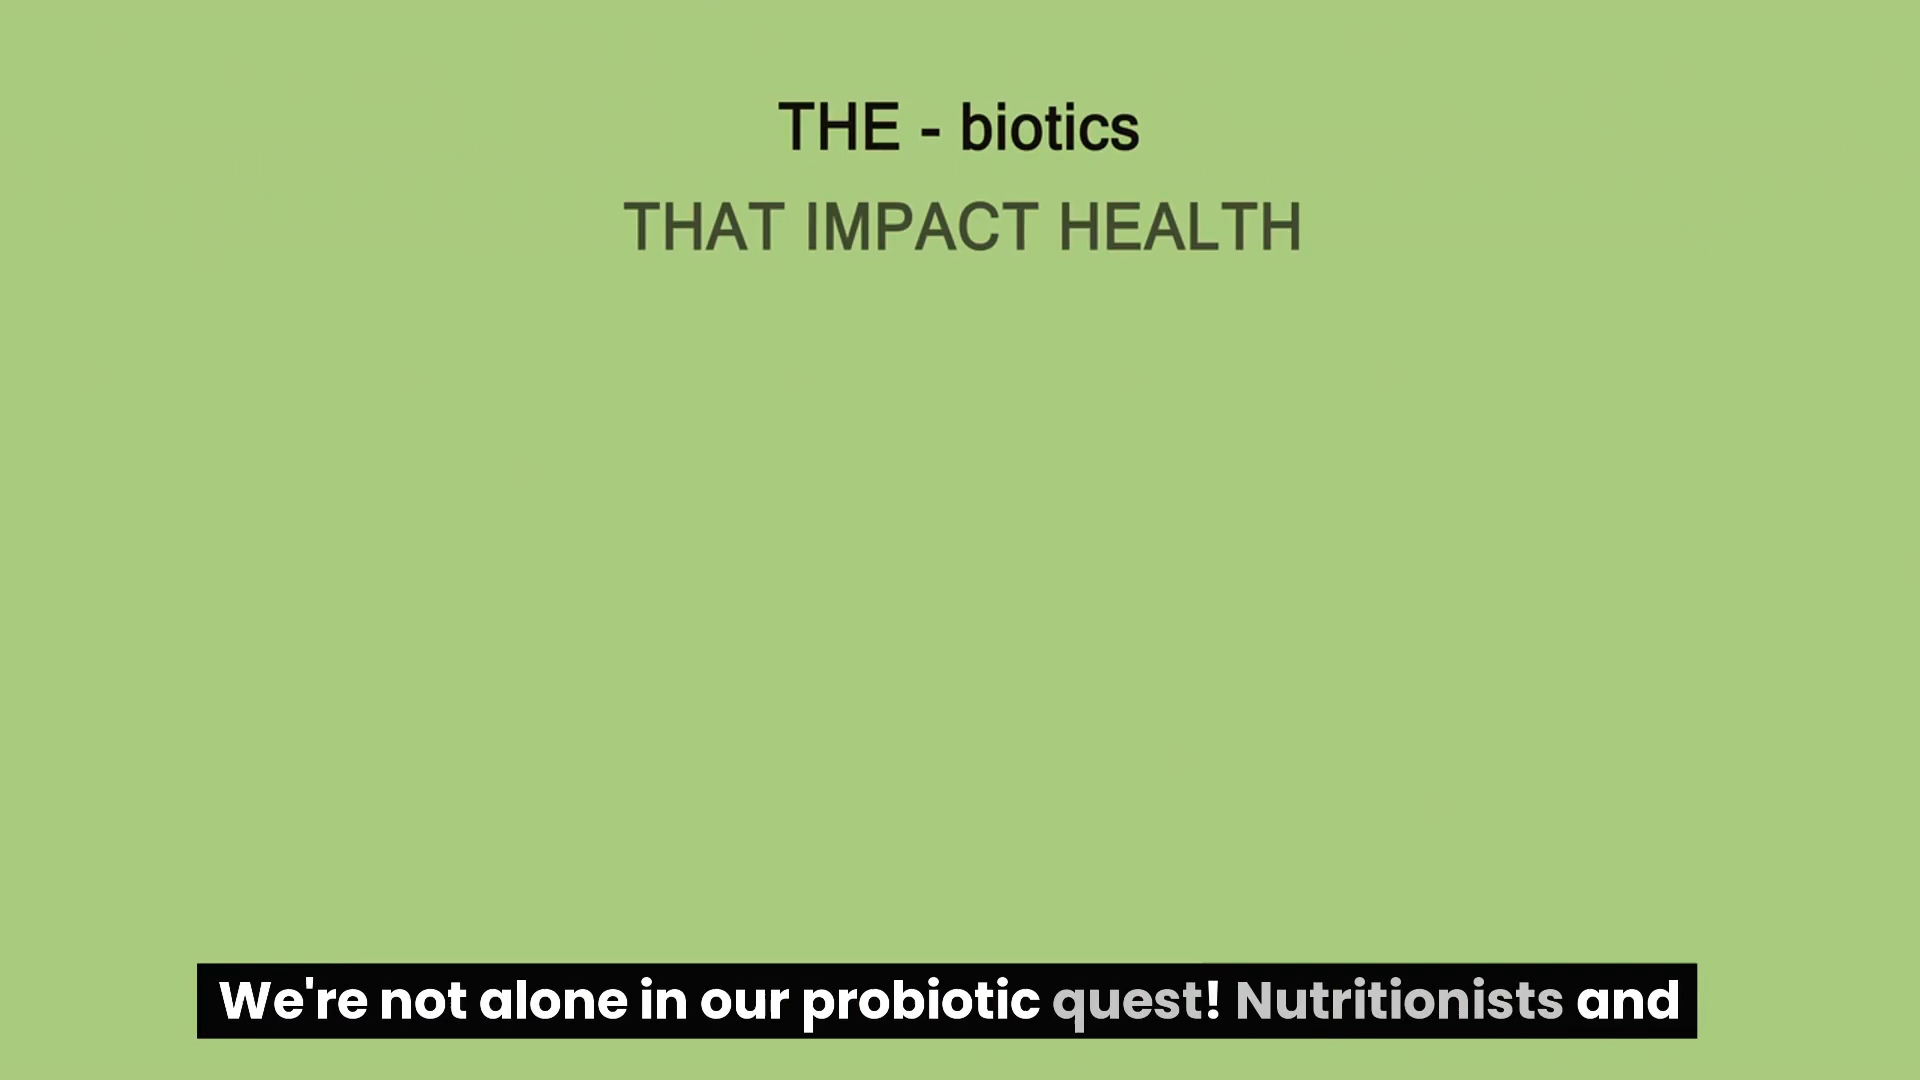 THE - biotics
THAT IMPACT HEALTH
We're not alone in our probiotic quest! Nutritionists and